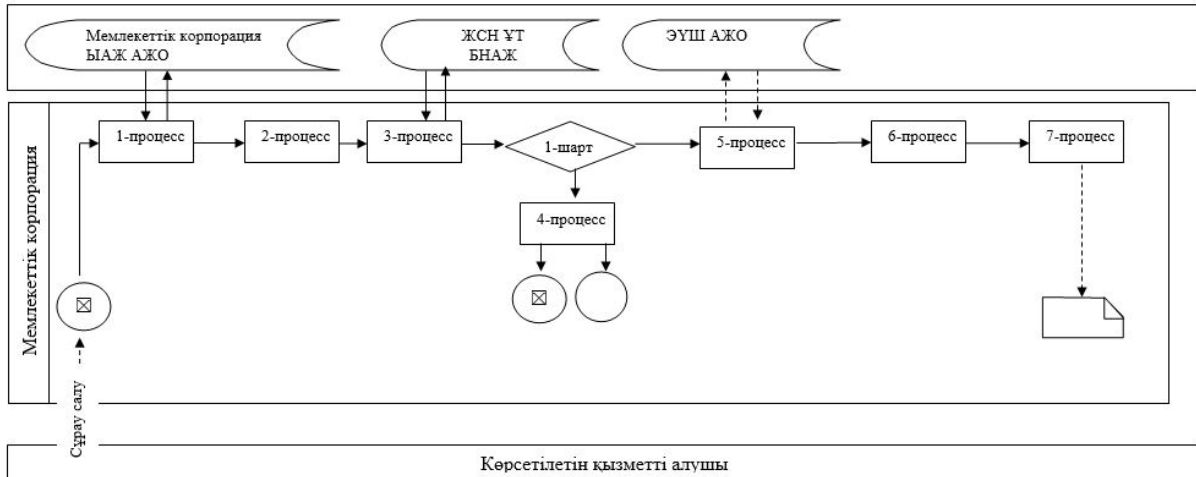 Мемлекеттік корпорация
ЫАЖ АЖО
ЖСН ҰТ
БНАЖ
ЭҮШ АЖО
Мемлекеттік корпорация
1-процесс
2-процесс
3-процесс
1-шарт
5-процесс
6-процесс
7-процесс
4-процесс
Сұрау салу
Көрсетілетін қызметті алушы